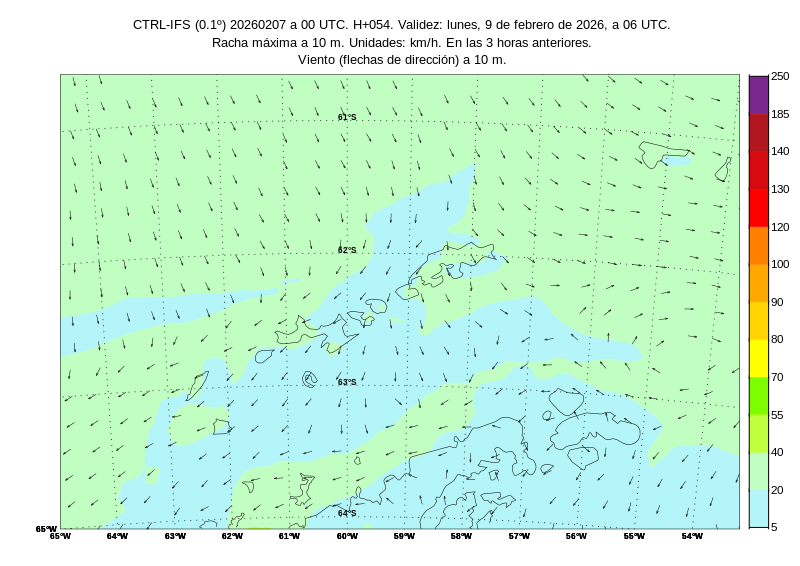 CTRL-IFS (0.1º) 20260207 a 00 UTC. H+054. Validez: lunes, 9 de febrero de 2026, a 06 UTC.
Racha máxima a 10 m. Unidades: km/h. En las 3 horas anteriores.
Viento (flechas de dirección) a 10 m.
250
185
140
130
120
100
90
80
70
55
40
20
5
61°S
62°S
63°S
64°S
65°W
65°W 64°W 63°W 62°W 61°W 60°W 59°W 58°W 57°W 56°W 55°W 54°W